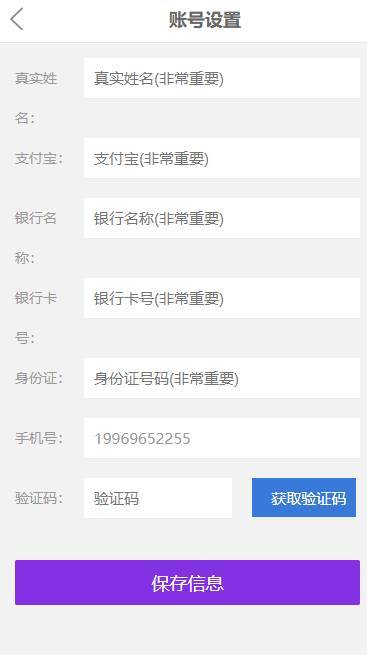 账号设置
真实姓
名：
真实姓名(非常重要)
支付宝：
支付宝(非常重要)
银行名
称：
银行名称(非常重要)
银行卡
号：
银行卡号(非常重要)
身份证：
身份证号码(非常重要)
手机号：
19969652255
验证码：
验证码
获取验证码
保存信息